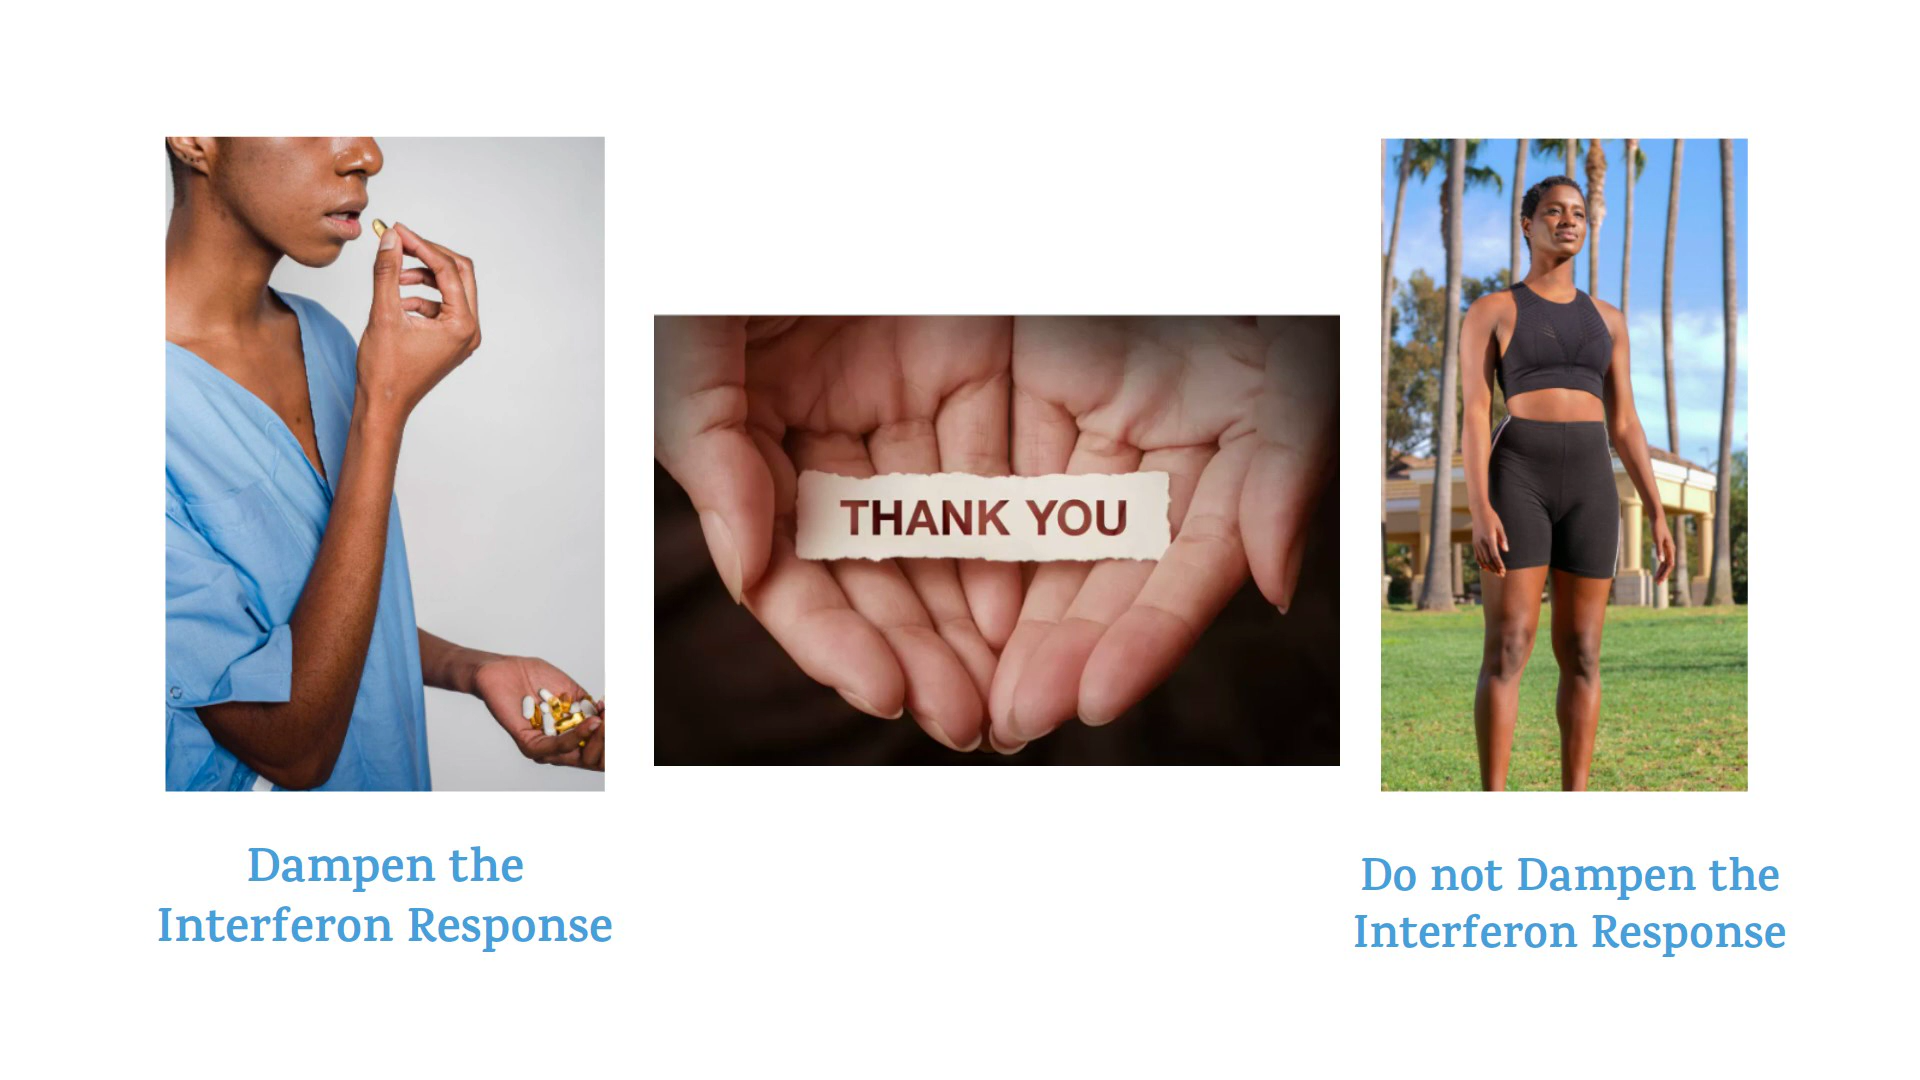 THANK YOU
Dampen the
Interferon Response
Do not Dampen the
Interferon Response